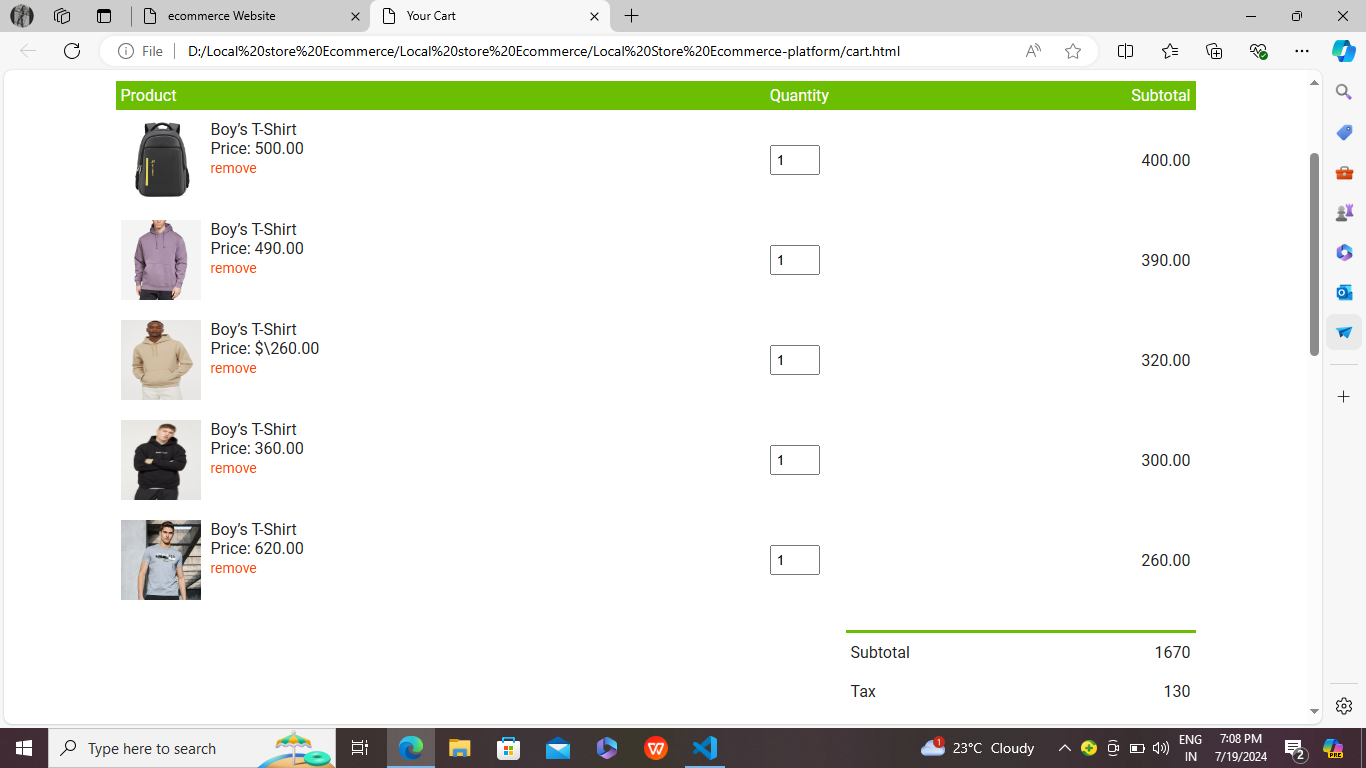 ecommerce Website
Your Cart
File
D:/Local%20store%20Ecommerce/Local%20store%20Ecommerce/Local%20Store%20Ecommerce-platform/cart.html
Product Quantity Subtotal
Boy’s T-Shirt
Price: 500.00
remove
1
400.00
Boy’s T-Shirt
Price: 490.00
remove
1
390.00
Boy’s T-Shirt
Price: $\260.00
remove
1
320.00
Boy’s T-Shirt
Price: 360.00
remove
1
300.00
Boy’s T-Shirt
Price: 620.00
remove
1
260.00
Subtotal 1670
Tax 130
Type here to search
1
23°C Cloudy
ENG
IN
7:08 PM
7/19/2024
2
PRE